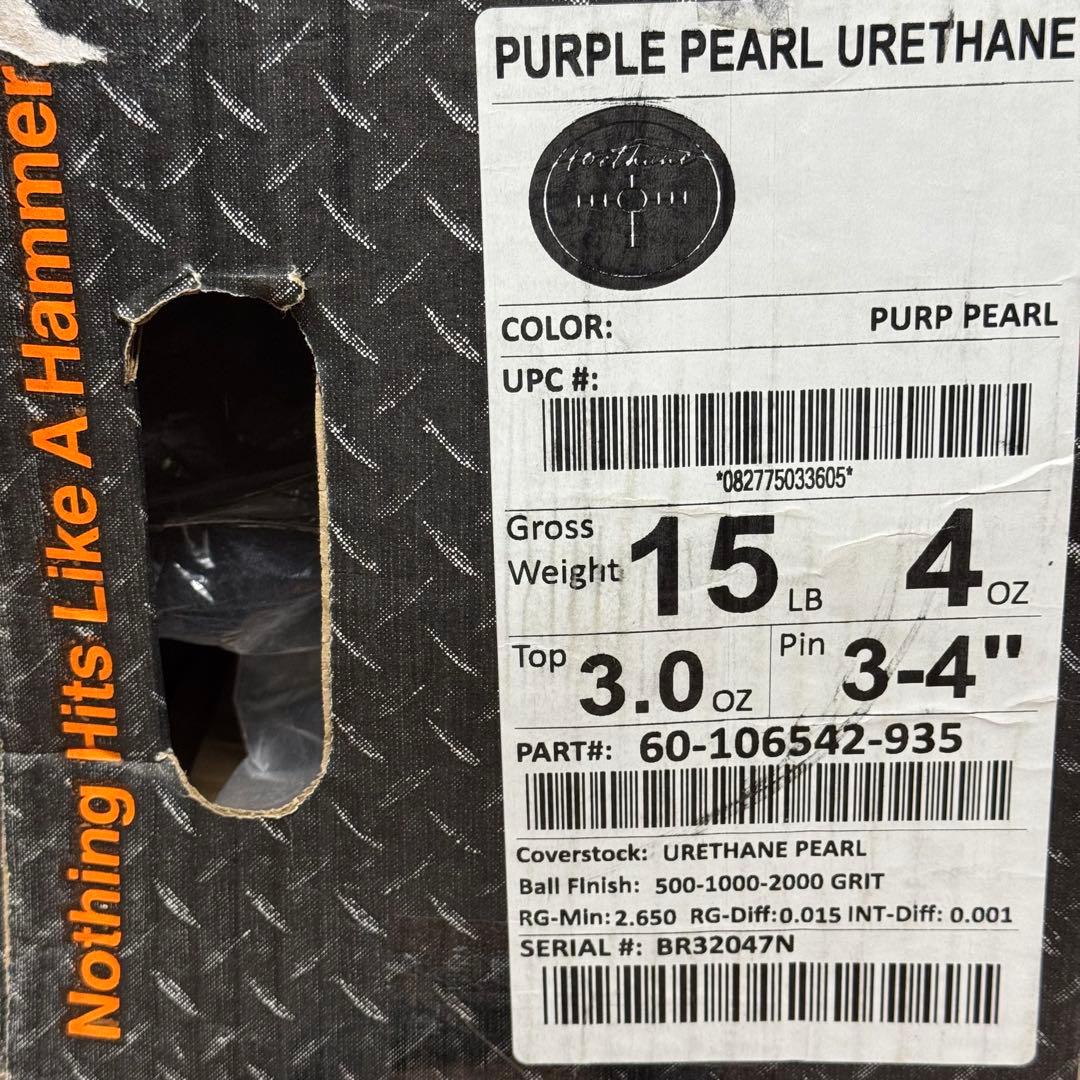 Nothing Hits Like A Hammer
PURPLE PEARL URETHANE
COLOR: PURP PEARL
UPC #:
*082775033605*
Gross Weight 15 LB 4 OZ
Top 3.0 OZ Pin 3-4"
PART#: 60-106542-935
Coverstock: URETHANE PEARL
Ball Finish: 500-1000-2000 GRIT
RG-Min: 2.650 RG-Diff: 0.015 INT-Diff: 0.001
SERIAL #: BR32047N